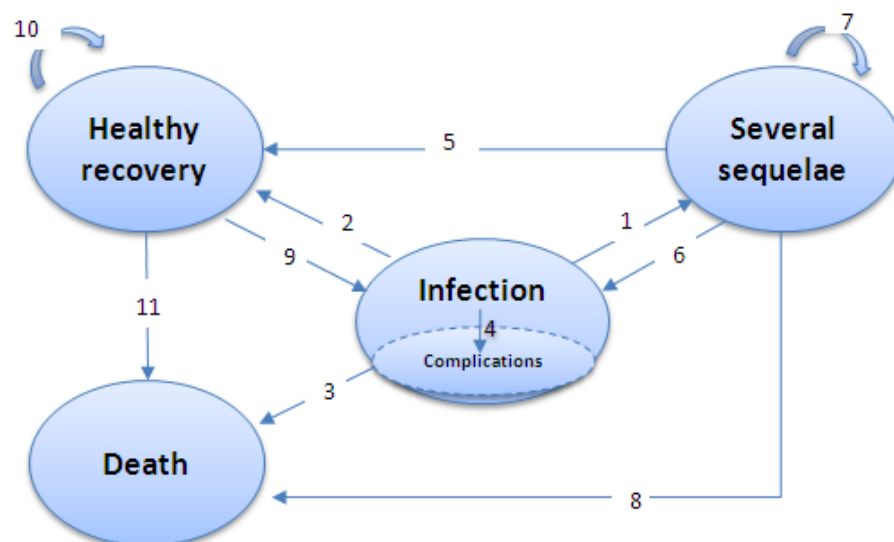 10
7
Healthy
recovery
5
Several
sequelae
2
1
9
6
Infection
11
4
Complications
3
Death
8